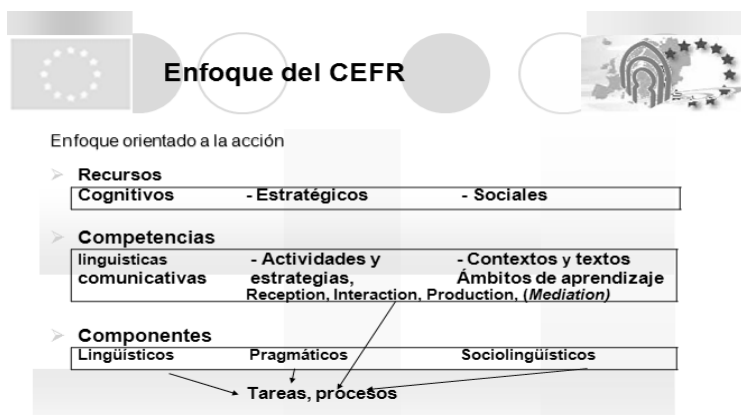 Enfoque del CEFR
Enfoque orientado a la acción
Recursos
Cognitivos - Estratégicos - Sociales
Competencias
linguisticas - Actividades y - Contextos y textos
comunicativas estrategias, Ámbitos de aprendizaje
Reception, Interaction, Production, (Mediation)
Componentes
Lingüísticos Pragmáticos Sociolingüísticos
Tareas, procesos